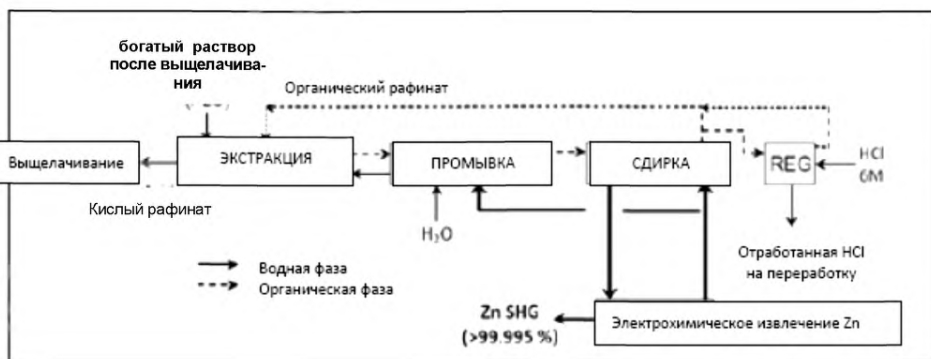 богатый раствор
после выщелачива-
ния
Органический рафинат
Выщелачивание
ЭКСТРАКЦИЯ
ПРОМЫВКА
СДИРКА
REG
HCl
6M
Кислый рафинат
H₂O
Отработанная HCl
на переработку
Водная фаза
Органическая фаза
Zn SHG
(>99.995 %)
Электрохимическое извлечение Zn